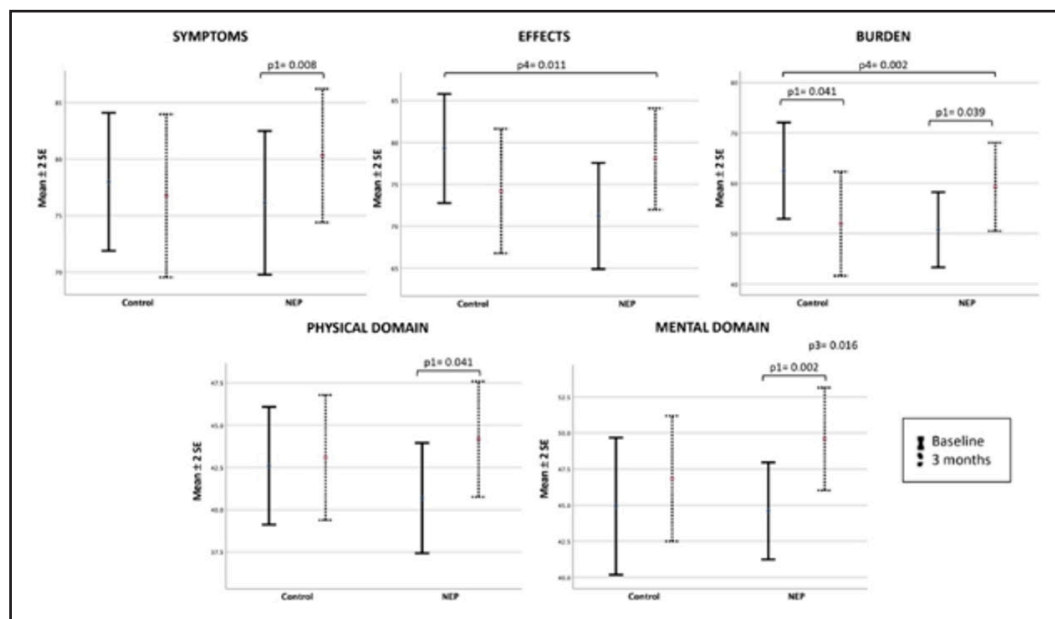 SYMPTOMS
p1= 0.008
Mean ± 2 SE
85
80
75
70
Control NEP
EFFECTS
p4= 0.011
Mean ± 2 SE
85
80
75
70
65
Control NEP
BURDEN
p4= 0.002
p1= 0.041
p1= 0.039
Mean ± 2 SE
80
70
60
50
40
Control NEP
PHYSICAL DOMAIN
p1= 0.041
Mean ± 2 SE
47.5
45.0
42.5
40.0
37.5
Control NEP
MENTAL DOMAIN
p3= 0.016
p1= 0.002
Mean ± 2 SE
52.5
50.0
47.5
45.0
42.5
40.0
Control NEP
Baseline
3 months